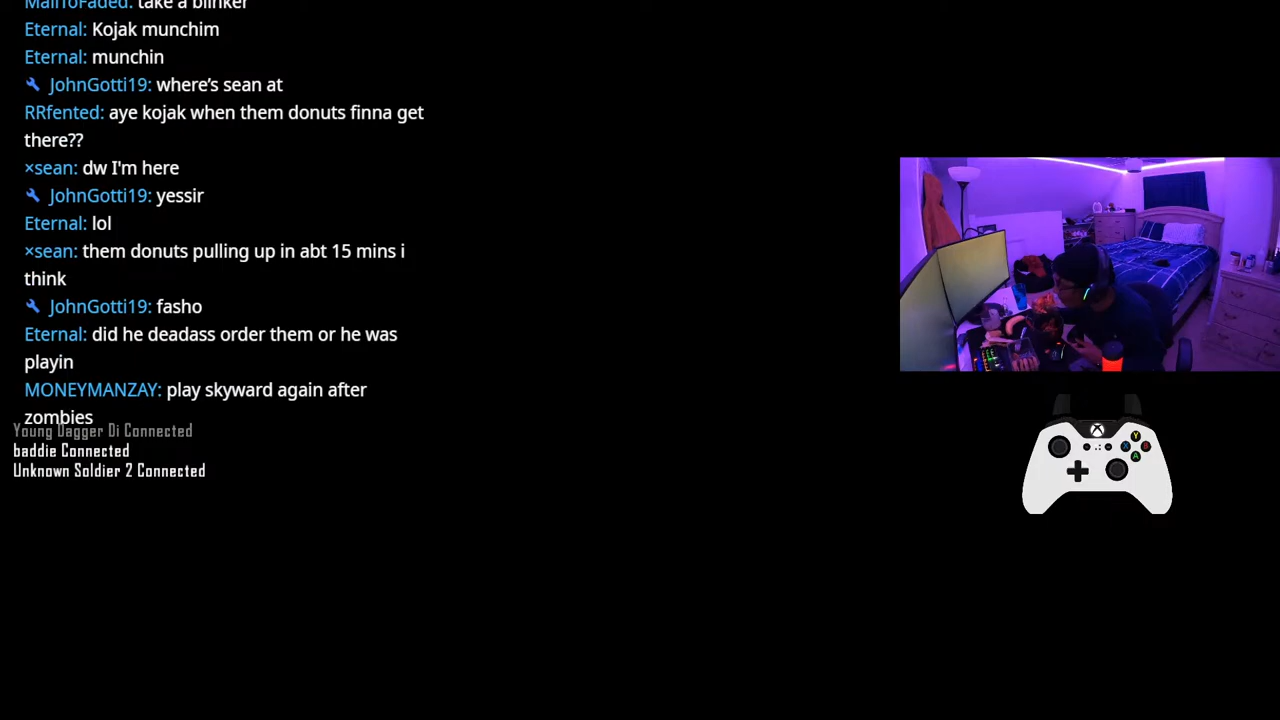 MailToFaded: take a blinker
Eternal: Kojak munchim
Eternal: munchin
JohnGotti19: where’s sean at
RRfented: aye kojak when them donuts finna get
there??
×sean: dw I'm here
JohnGotti19: yessir
Eternal: lol
×sean: them donuts pulling up in abt 15 mins i
think
JohnGotti19: fasho
Eternal: did he deadass order them or he was
playin
MONEYMANZAY: play skyward again after
zombies
Young Dagger Di Connected
baddie Connected
Unknown Soldier 2 Connected
Y
X
B
A